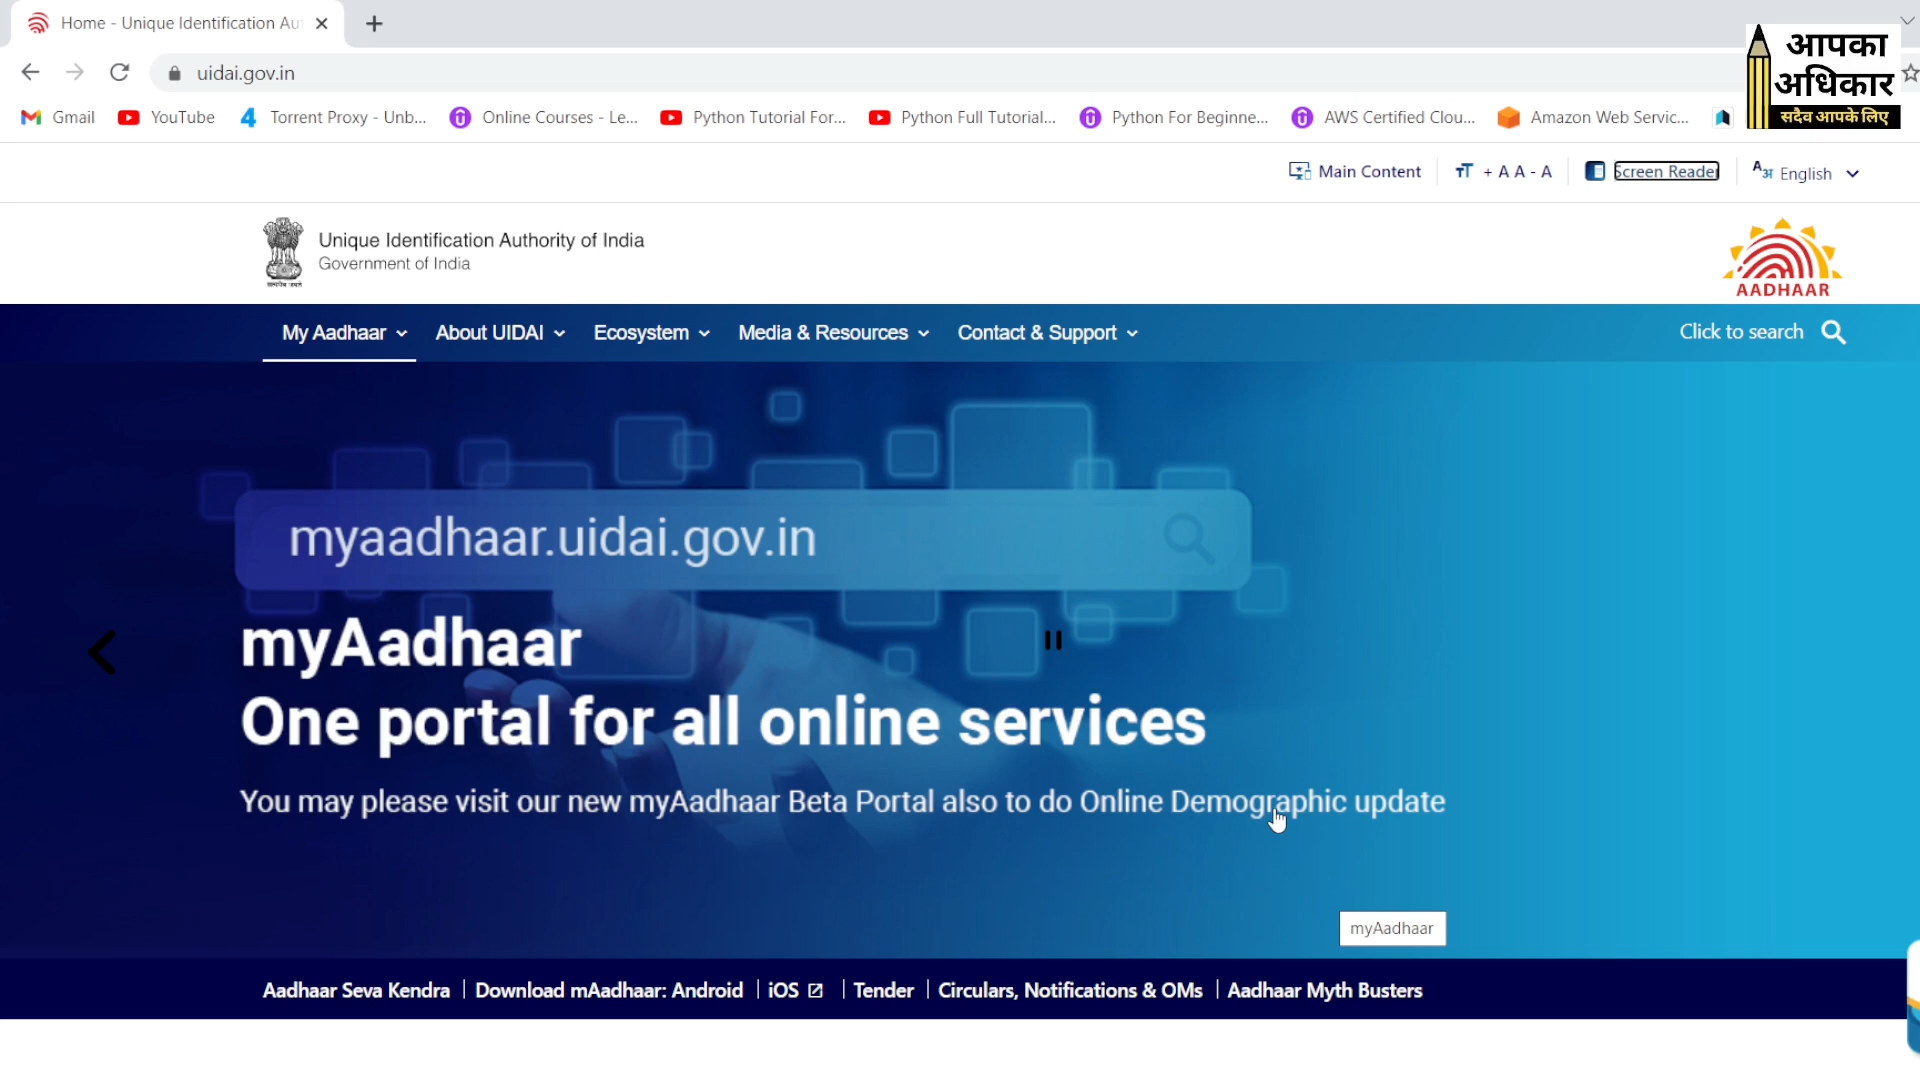 Home - Unique Identification Aut
uidai.gov.in
आपका
अधिकार
सदैव आपके लिए
Gmail
YouTube
Torrent Proxy - Unb...
Online Courses - Le...
Python Tutorial For...
Python Full Tutorial...
Python For Beginne...
AWS Certified Clou...
Amazon Web Servic...
Main Content
TT + A A - A
Screen Reader
English
Unique Identification Authority of India
Government of India
AADHAAR
My Aadhaar
About UIDAI
Ecosystem
Media & Resources
Contact & Support
Click to search
myaadhaar.uidai.gov.in
myAadhaar
One portal for all online services
You may please visit our new myAadhaar Beta Portal also to do Online Demographic update
myAadhaar
Aadhaar Seva Kendra | Download mAadhaar: Android | iOS | Tender | Circulars, Notifications & OMs | Aadhaar Myth Busters